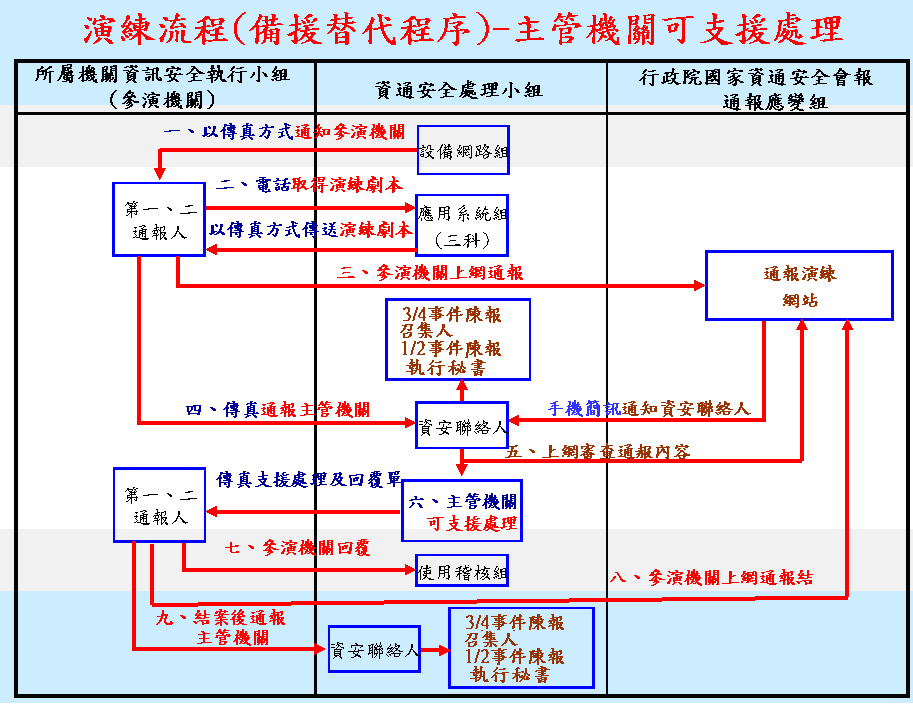 演練流程(備援替代程序)-主管機關可支援處理
所屬機關資訊安全執行小組
(參演機關)
資通安全處理小組
行政院國家資通安全會報
通報應變組
一、以傳真方式通知參演機關
設備網路組
二、電話取得演練劇本
第一、二
通報人
應用系統組
(三科)
以傳真方式傳送演練劇本
三、參演機關上網通報
通報演練
網站
3/4事件陳報
召集人
1/2事件陳報
執行秘書
四、傳真通報主管機關
資安聯絡人
手機簡訊通知資安聯絡人
五、上網審查通報內容
傳真支援處理及回覆單
第一、二
通報人
六、主管機關
可支援處理
七、參演機關回覆
使用稽核組
八、參演機關上網通報結
九、結案後通報
主管機關
資安聯絡人
3/4事件陳報
召集人
1/2事件陳報
執行秘書